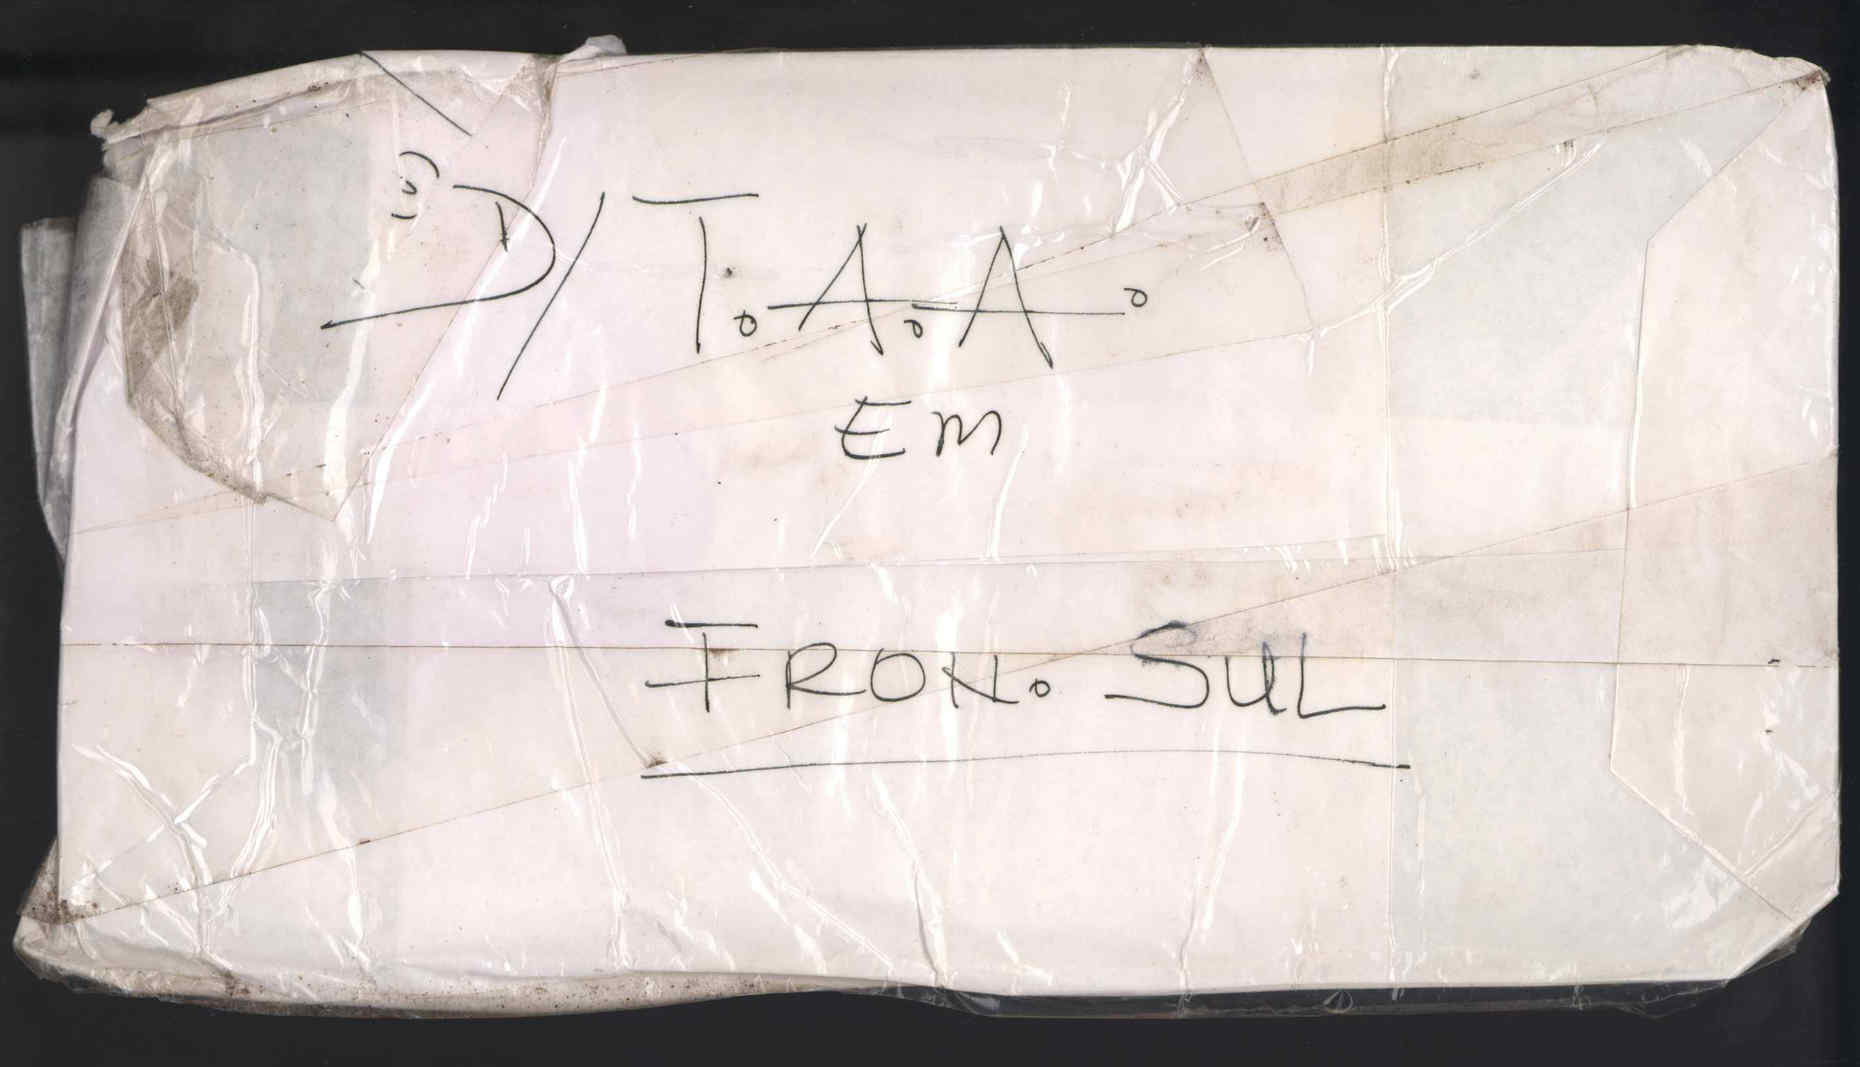 D/T.A.A.
Em
FRON. SUL